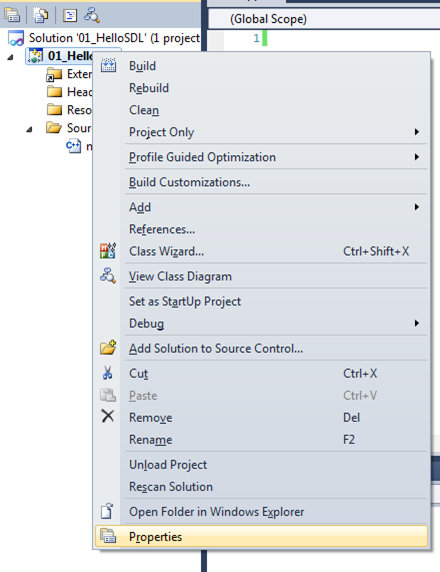 (Global Scope)
Solution '01_HelloSDL' (1 project
1
01_Hello
Exter
Head
Reso
Sour
Build
Rebuild
Clean
Project Only
Profile Guided Optimization
Build Customizations...
Add
References...
Class Wizard... Ctrl+Shift+X
View Class Diagram
Set as StartUp Project
Debug
Add Solution to Source Control...
Cut Ctrl+X
Paste Ctrl+V
Remove Del
Rename F2
Unload Project
Rescan Solution
Open Folder in Windows Explorer
Properties